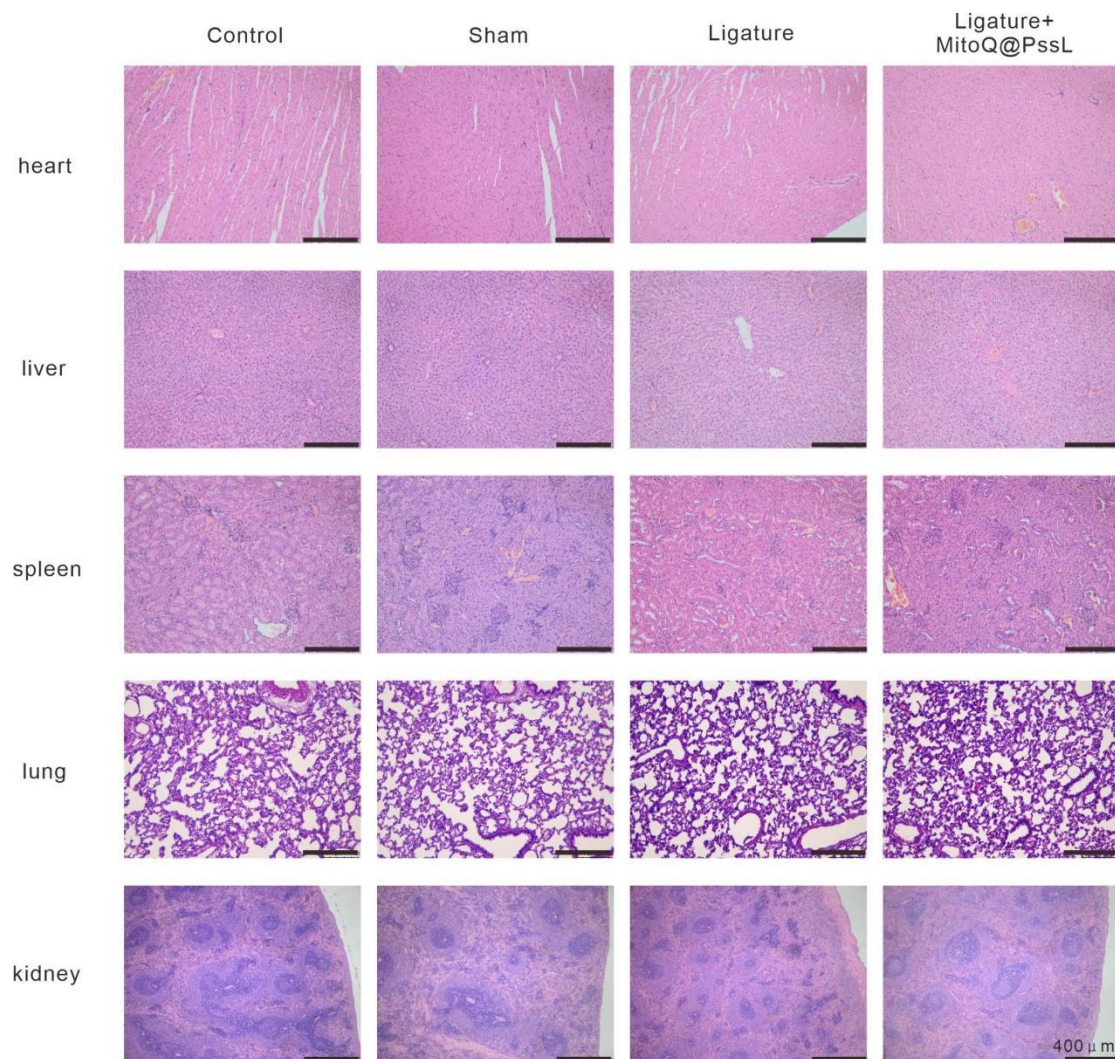 Control
Sham
Ligature
Ligature+
MitoQ@PssL
heart
liver
spleen
lung
kidney
400 μm